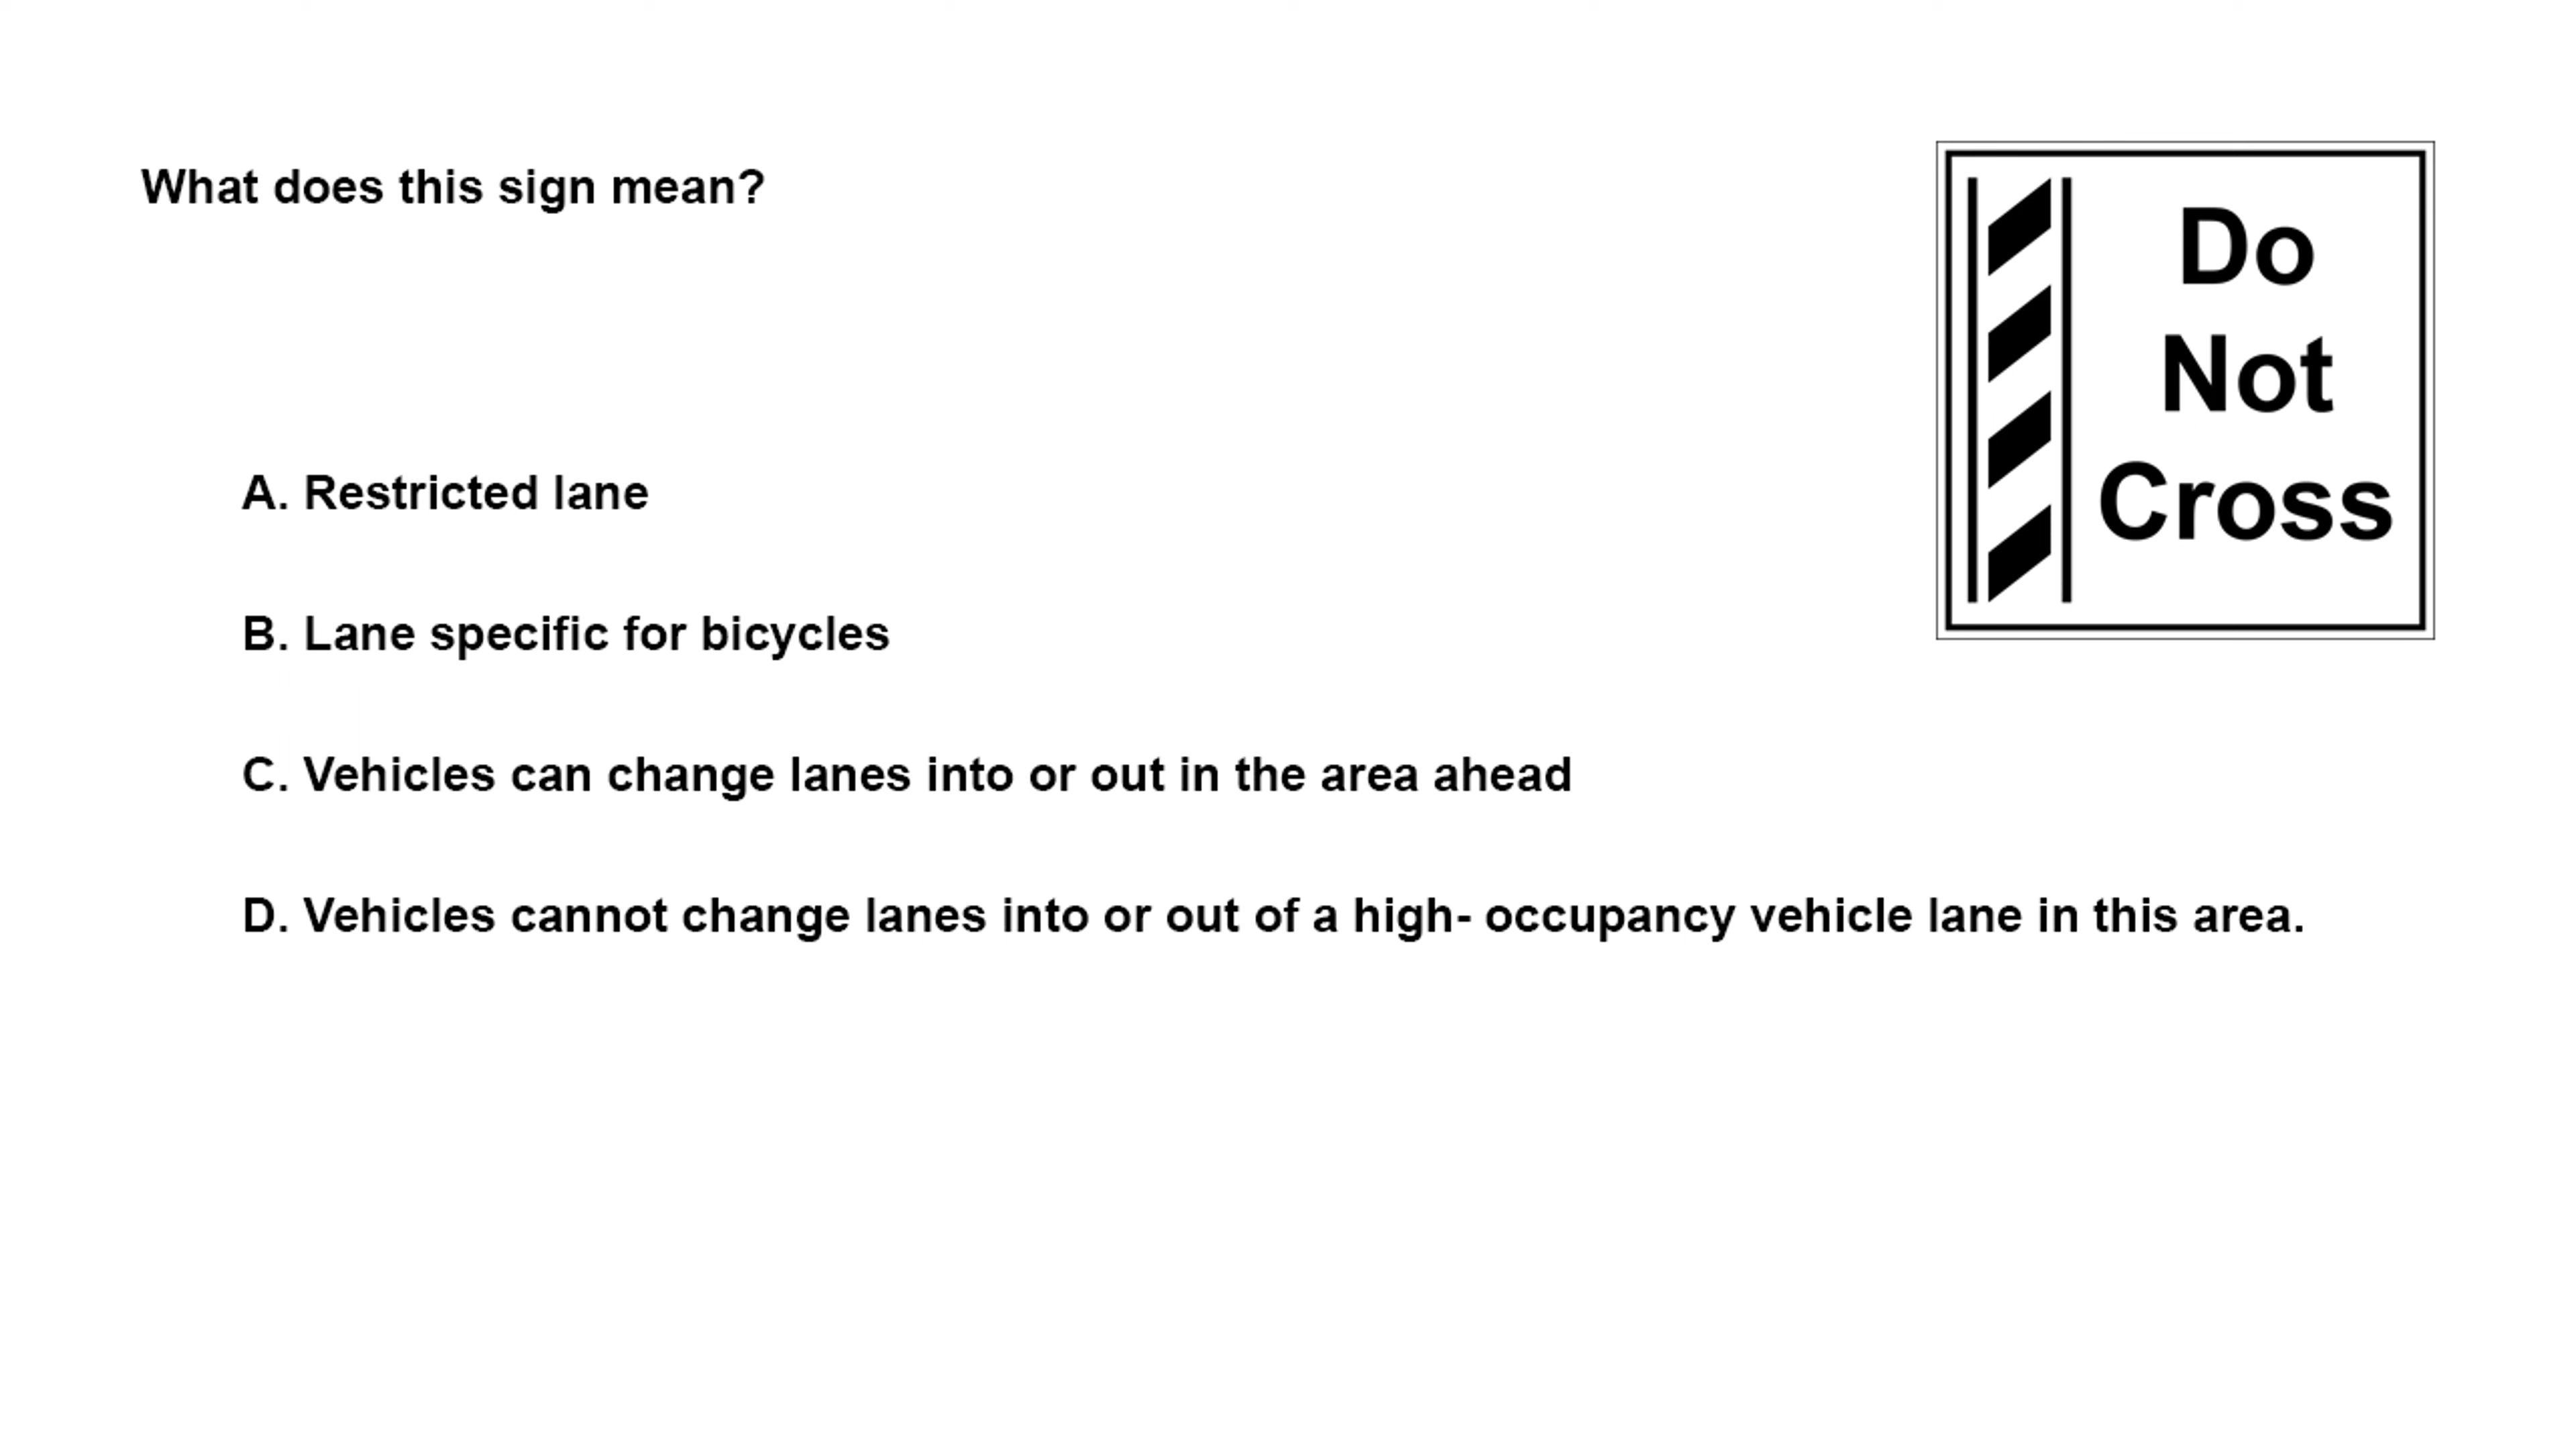 What does this sign mean?
Do
Not
Cross
A. Restricted lane
B. Lane specific for bicycles
C. Vehicles can change lanes into or out in the area ahead
D. Vehicles cannot change lanes into or out of a high- occupancy vehicle lane in this area.